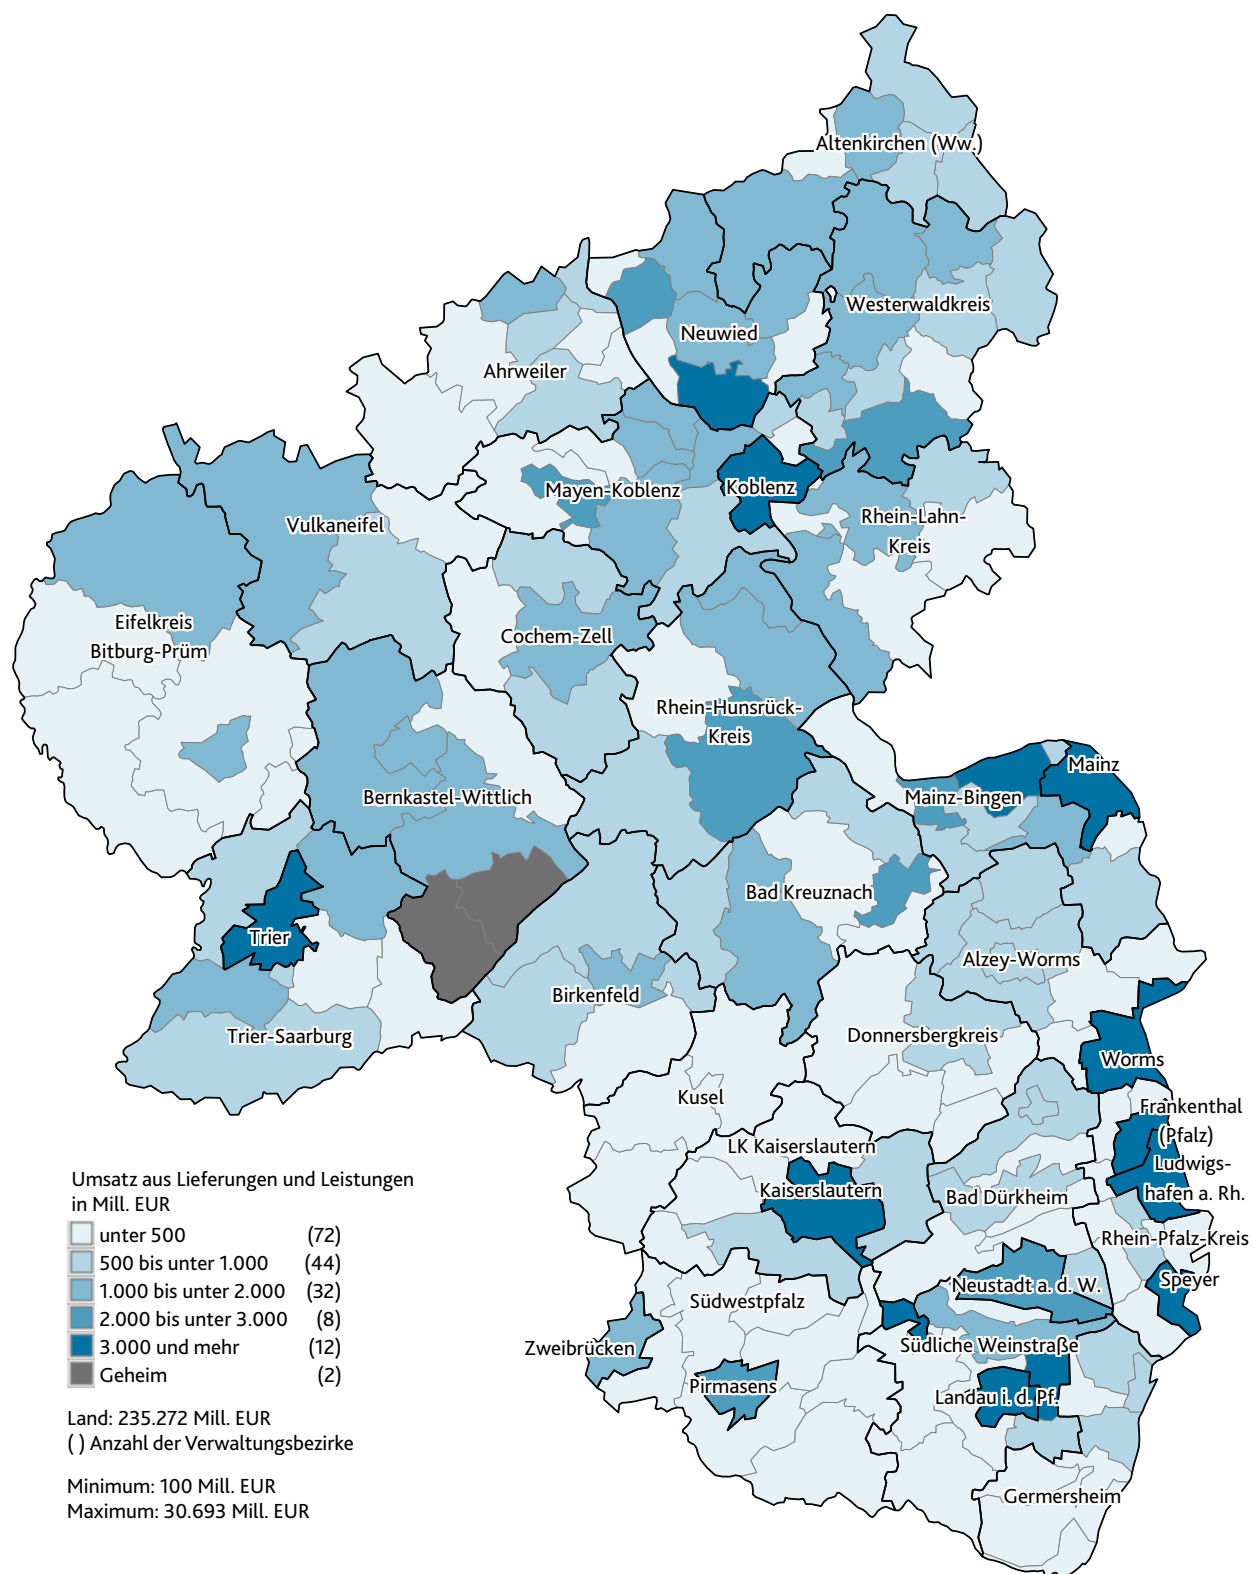 Altenkirchen (Ww.)
Westerwaldkreis
Neuwied
Ahrweiler
Mayen-Koblenz
Koblenz
Rhein-Lahn-
Kreis
Vulkaneifel
Eifelkreis
Bitburg-Prüm
Cochem-Zell
Rhein-Hunsrück-
Kreis
Mainz
Mainz-Bingen
Bernkastel-Wittlich
Bad Kreuznach
Trier
Alzey-Worms
Birkenfeld
Trier-Saarburg
Donnersbergkreis
Worms
Kusel
Frankenthal
(Pfalz)
LK Kaiserslautern
Ludwigs-
hafen a. Rh.
Kaiserslautern
Bad Dürkheim
Rhein-Pfalz-Kreis
Speyer
Neustadt a. d. W.
Südwestpfalz
Zweibrücken
Südliche Weinstraße
Pirmasens
Landau i. d. Pf.
Germersheim
Umsatz aus Lieferungen und Leistungen
in Mill. EUR
unter 500 (72)
500 bis unter 1.000 (44)
1.000 bis unter 2.000 (32)
2.000 bis unter 3.000 (8)
3.000 und mehr (12)
Geheim (2)
Land: 235.272 Mill. EUR
( ) Anzahl der Verwaltungsbezirke
Minimum: 100 Mill. EUR
Maximum: 30.693 Mill. EUR